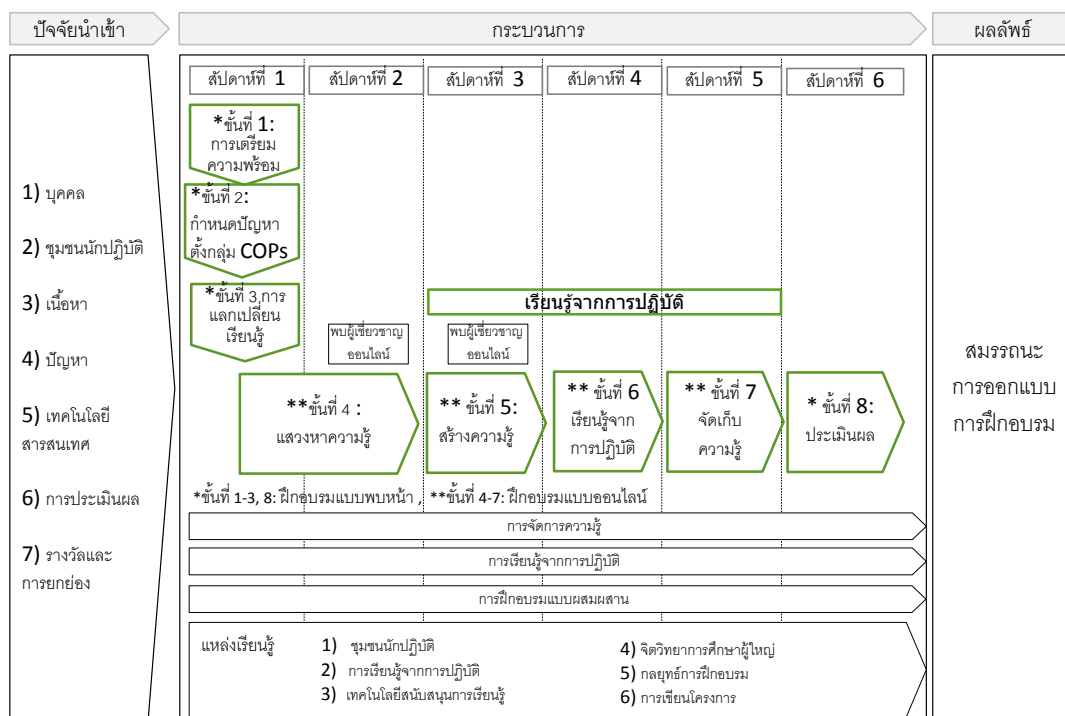 ปัจจัยนำเข้า
กระบวนการ
ผลลัพธ์
1) บุคคล
2) ชุมชนนักปฏิบัติ
3) เนื้อหา
4) ปัญหา
5) เทคโนโลยี
สารสนเทศ
6) การประเมินผล
7) รางวัลและ
การยกย่อง
สัปดาห์ที่ 1
สัปดาห์ที่ 2
สัปดาห์ที่ 3
สัปดาห์ที่ 4
สัปดาห์ที่ 5
สัปดาห์ที่ 6
*ขั้นที่ 1:
การเตรียม
ความพร้อม
*ขั้นที่ 2:
กำหนดปัญหา
ตั้งกลุ่ม COPs
*ขั้นที่ 3 การ
แลกเปลี่ยน
เรียนรู้
เรียนรู้จากการปฏิบัติ
พบผู้เชี่ยวชาญ
ออนไลน์
พบผู้เชี่ยวชาญ
ออนไลน์
**ขั้นที่ 4 :
แสวงหาความรู้
** ขั้นที่ 5:
สร้างความรู้
** ขั้นที่ 6
เรียนรู้จาก
การปฏิบัติ
** ขั้นที่ 7
จัดเก็บ
ความรู้
* ขั้นที่ 8:
ประเมินผล
*ขั้นที่ 1-3, 8: ฝึกอบรมแบบพบหน้า , **ขั้นที่ 4-7: ฝึกอบรมแบบออนไลน์
การจัดการความรู้
การเรียนรู้จากการปฏิบัติ
การฝึกอบรมแบบผสมผสาน
แหล่งเรียนรู้
1) ชุมชนนักปฏิบัติ
2) การเรียนรู้จากการปฏิบัติ
3) เทคโนโลยีสนับสนุนการเรียนรู้
4) จิตวิทยาการศึกษาผู้ใหญ่
5) กลยุทธ์การฝึกอบรม
6) การเขียนโครงการ
สมรรถนะ
การออกแบบ
การฝึกอบรม